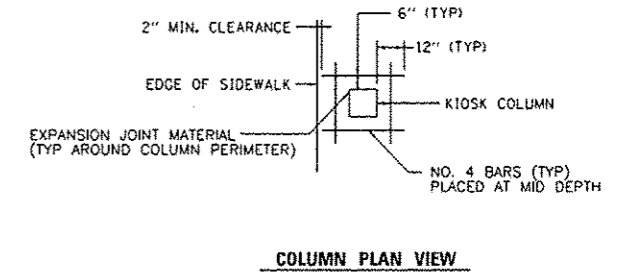 6" (TYP)
2" MIN. CLEARANCE
12" (TYP)
EDGE OF SIDEWALK
KIOSK COLUMN
EXPANSION JOINT MATERIAL
(TYP AROUND COLUMN PERIMETER)
NO. 4 BARS (TYP)
PLACED AT MID DEPTH
COLUMN PLAN VIEW